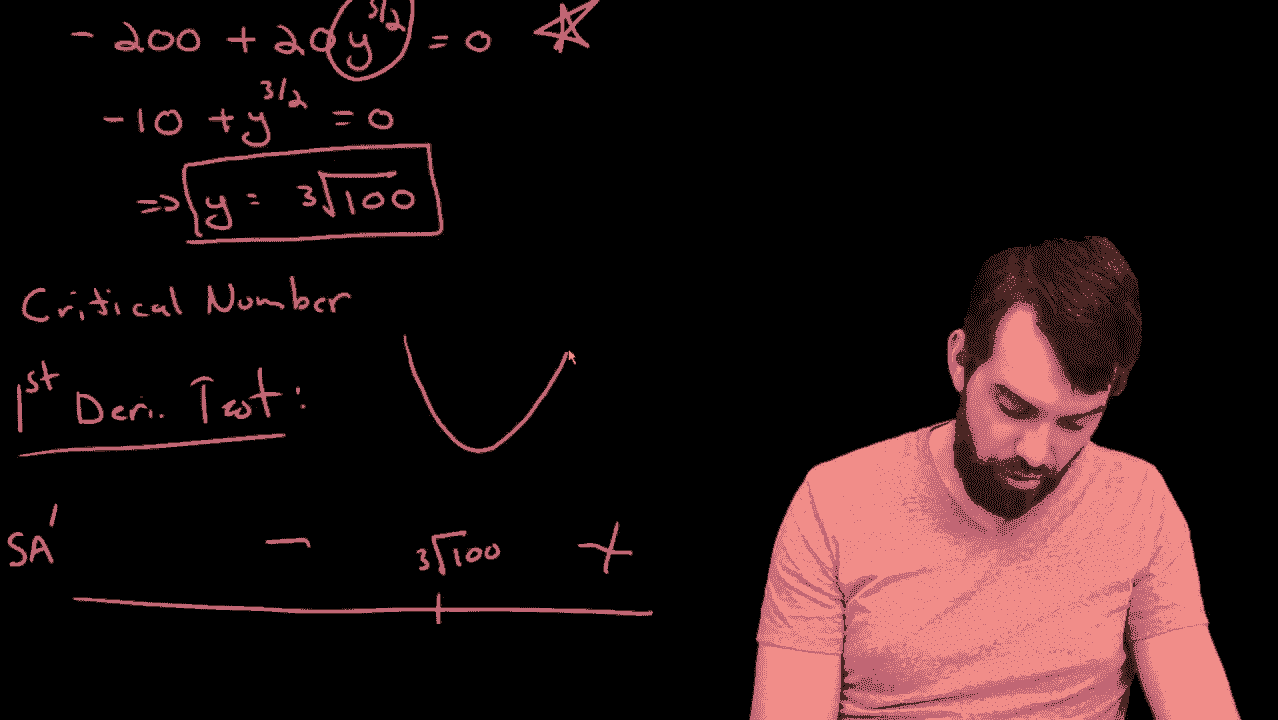 - 200 + 20y^3/2 = 0
-10 + y^3/2 = 0
=> y = 3√100
Critical Number
1st Deri. Test:
SA' - 3√100 +